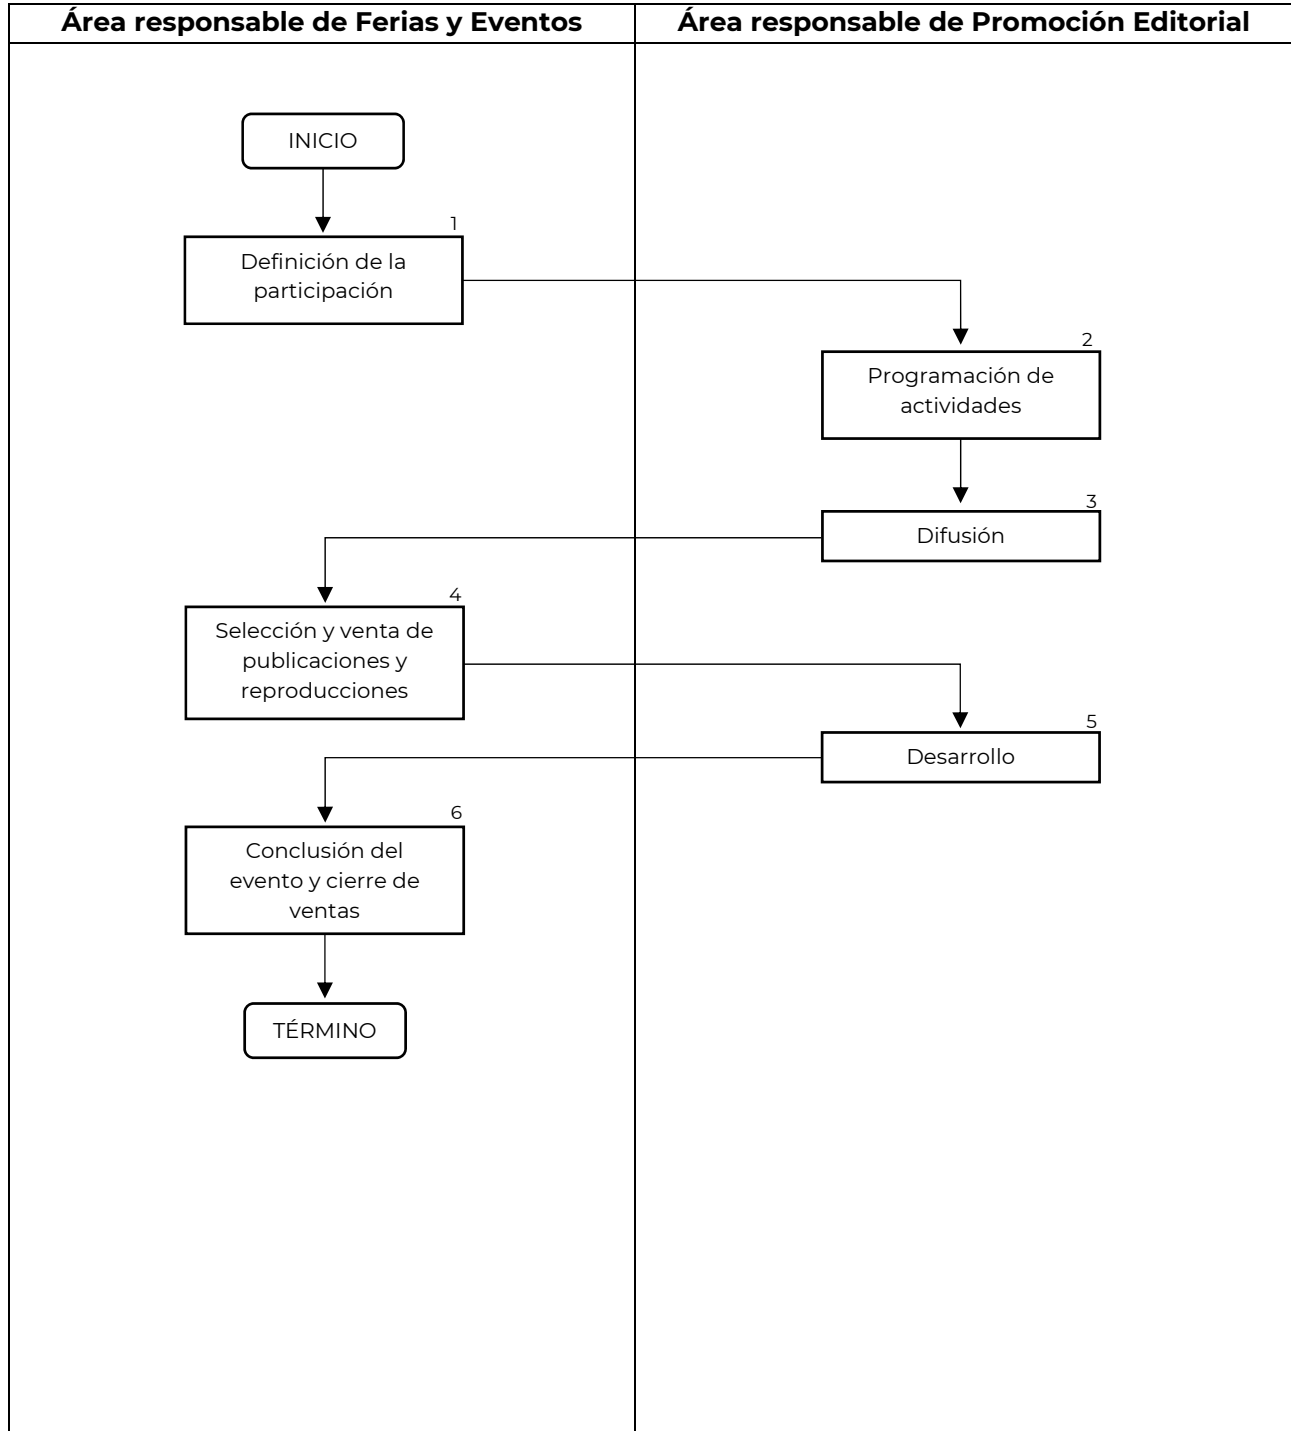 Área responsable de Ferias y Eventos
Área responsable de Promoción Editorial
INICIO
1
Definición de la
participación
2
Programación de
actividades
3
Difusión
4
Selección y venta de
publicaciones y
reproducciones
5
Desarrollo
6
Conclusión del
evento y cierre de
ventas
TÉRMINO